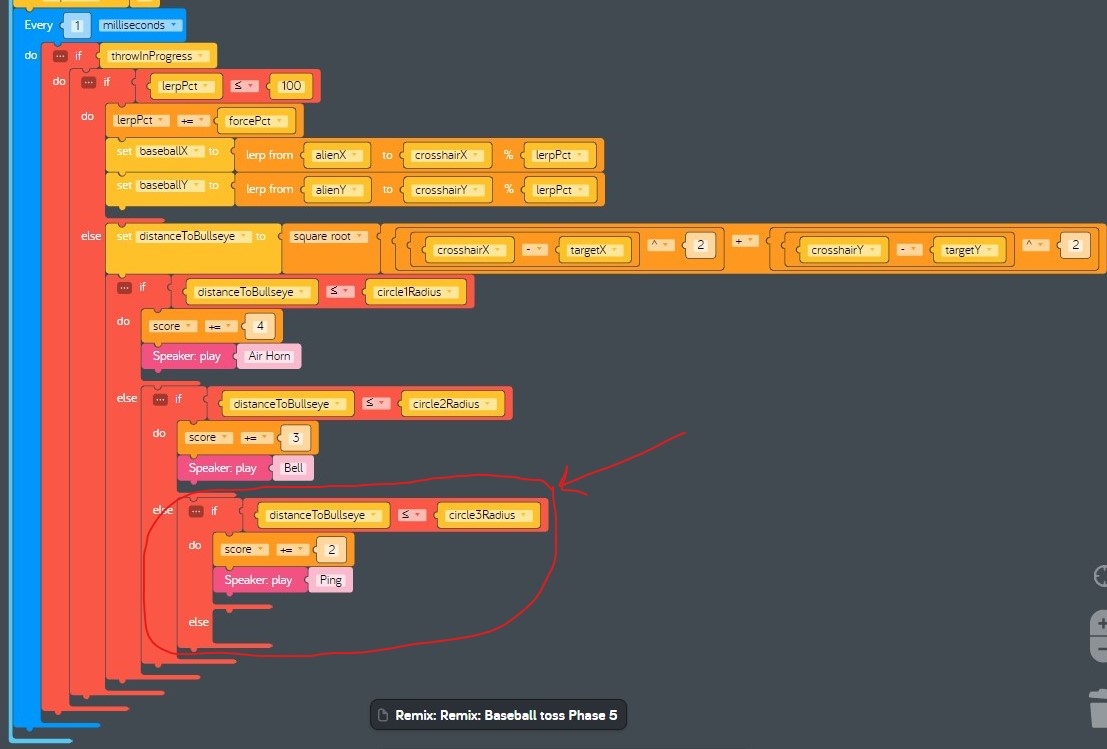 Every 1 milliseconds
do ... if throwInProgress
do ... if lerpPct ≤ 100
do lerpPct += forcePct
set baseballX to lerp from alienX to crosshairX % lerpPct
set baseballY to lerp from alienY to crosshairY % lerpPct
else set distanceToBullseye to square root crosshairX - targetX ^ 2 + crosshairY - targetY ^ 2
... if distanceToBullseye ≤ circle1Radius
do score += 4
Speaker: play Air Horn
else ... if distanceToBullseye ≤ circle2Radius
do score += 3
Speaker: play Bell
else ... if distanceToBullseye ≤ circle3Radius
do score += 2
Speaker: play Ping
else
Remix: Remix: Baseball toss Phase 5